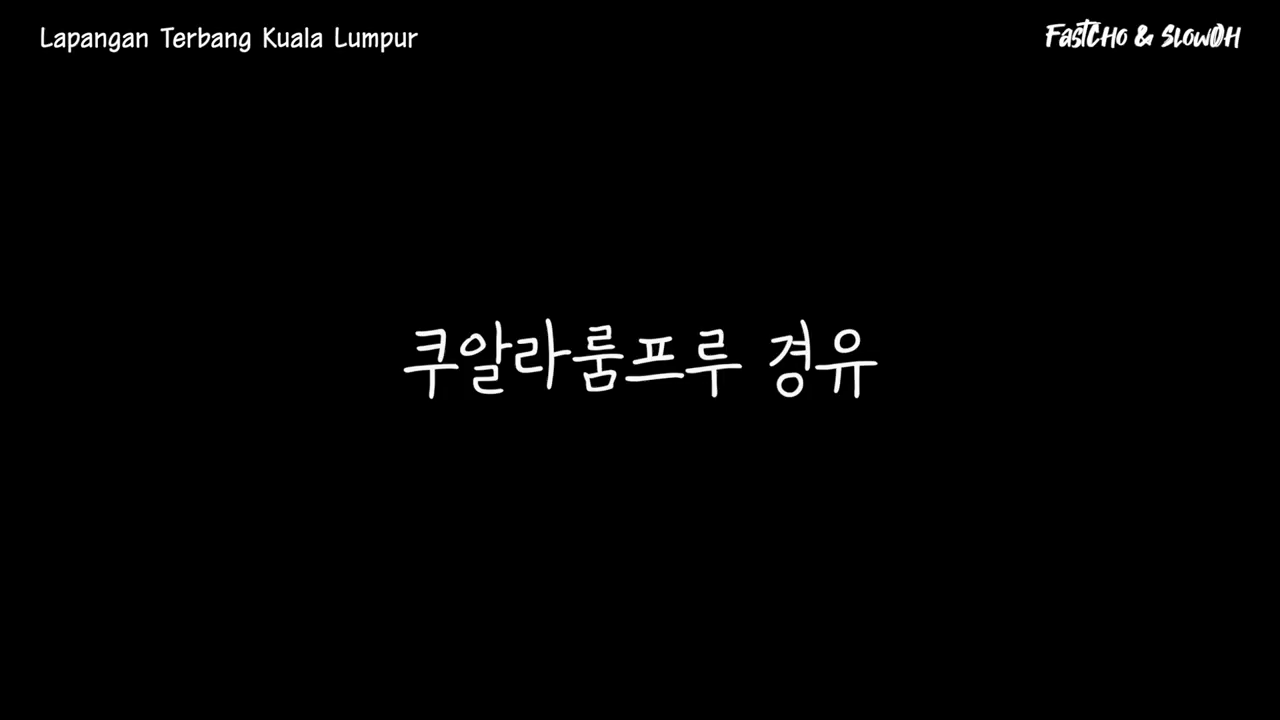 Lapangan Terbang Kuala Lumpur
FastCHo & SlowOH
쿠알라룸프루 경유